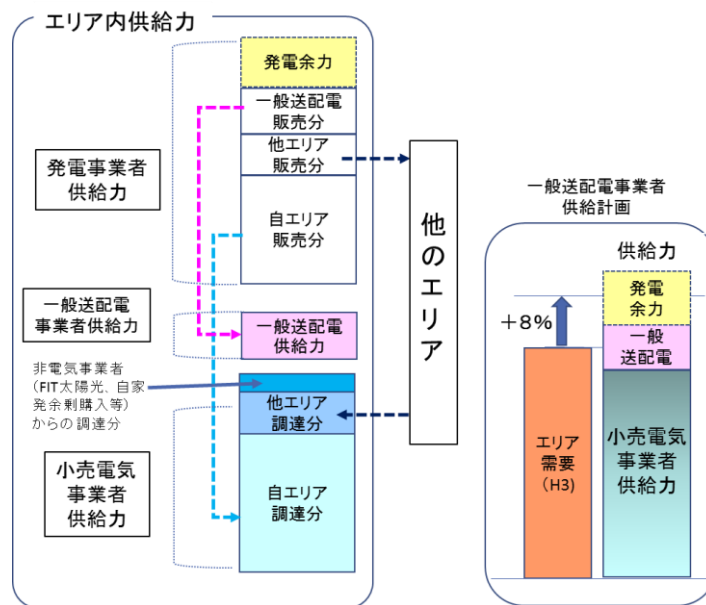 エリア内供給力
発電余力
一般送配電
販売分
他エリア
販売分
自エリア
販売分
発電事業者
供給力
一般送配電
事業者供給力
一般送配電
供給力
非電気事業者
(FIT太陽光、自家
発余剰購入等)
からの調達分
他エリア
調達分
自エリア
調達分
小売電気
事業者
供給力
他のエリア
一般送配電事業者
供給計画
供給力
発電
余力
+8%
一般
送配電
エリア
需要
(H3)
小売電気
事業者
供給力